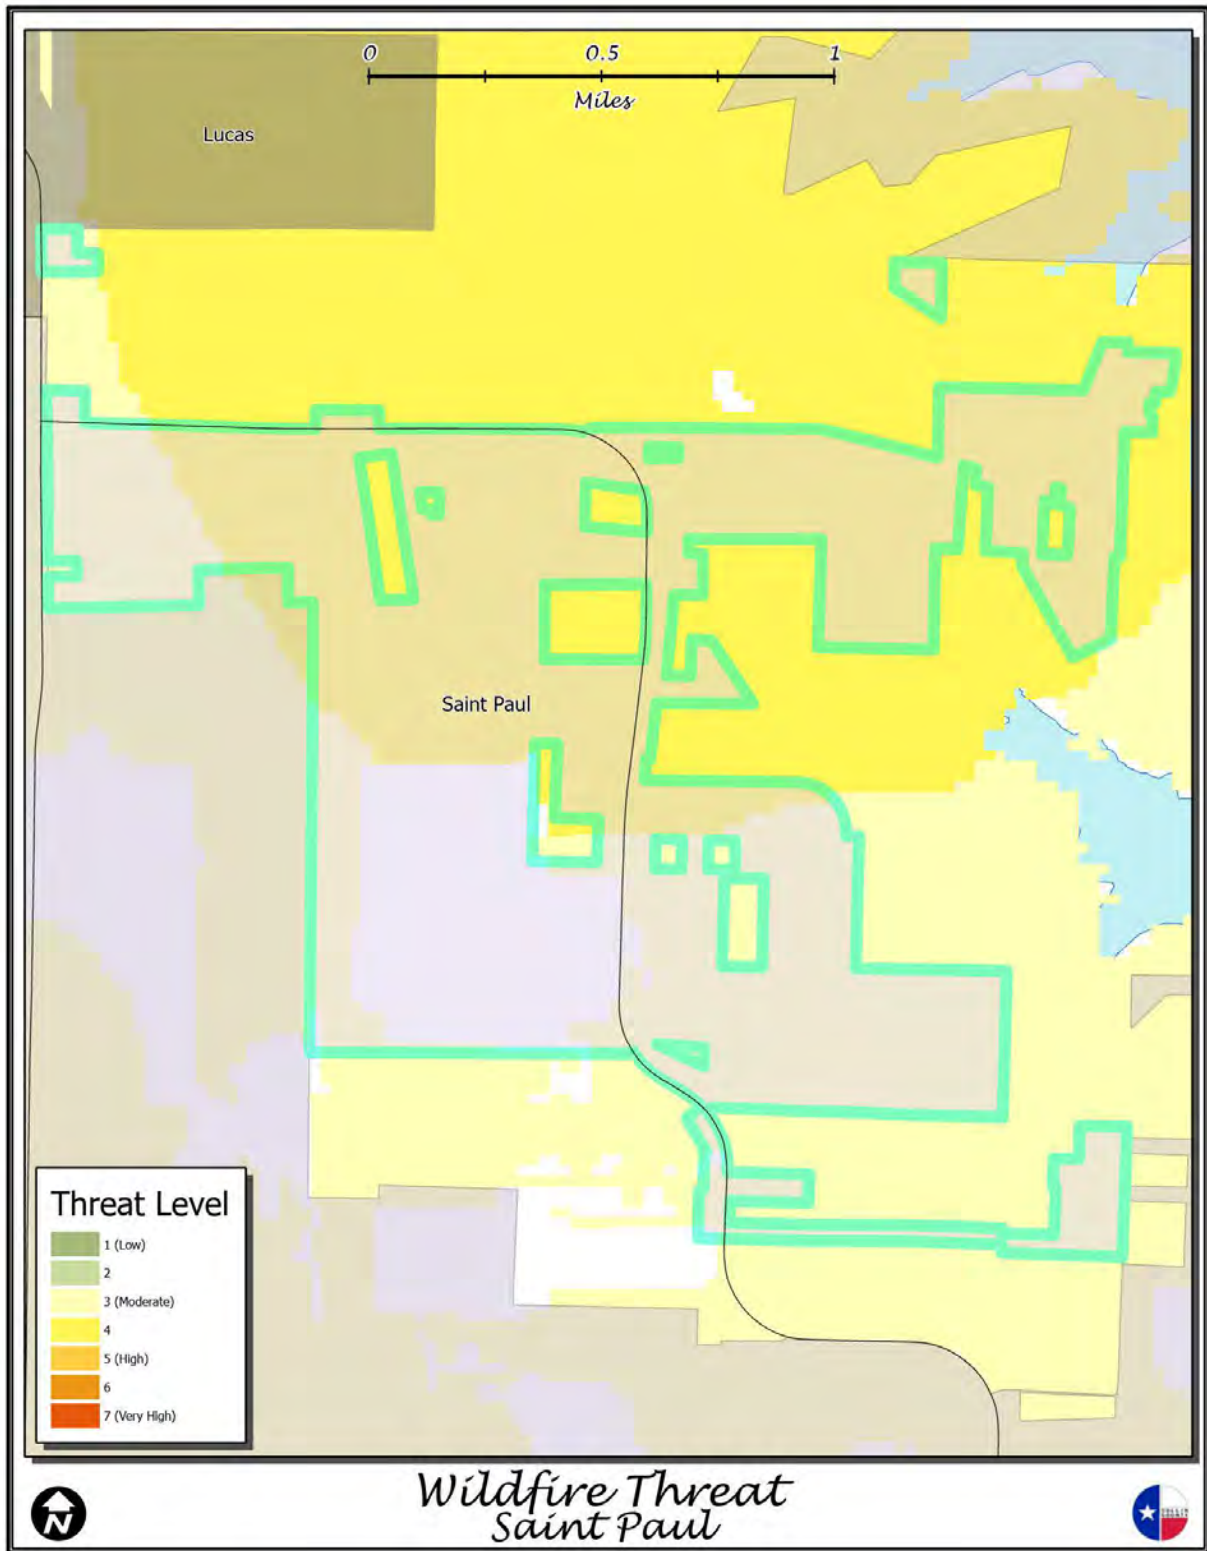 0 0.5 1
Miles
Lucas
Saint Paul
Threat Level
1 (Low)
2
3 (Moderate)
4
5 (High)
6
7 (Very High)
Wildfire Threat
Saint Paul
N